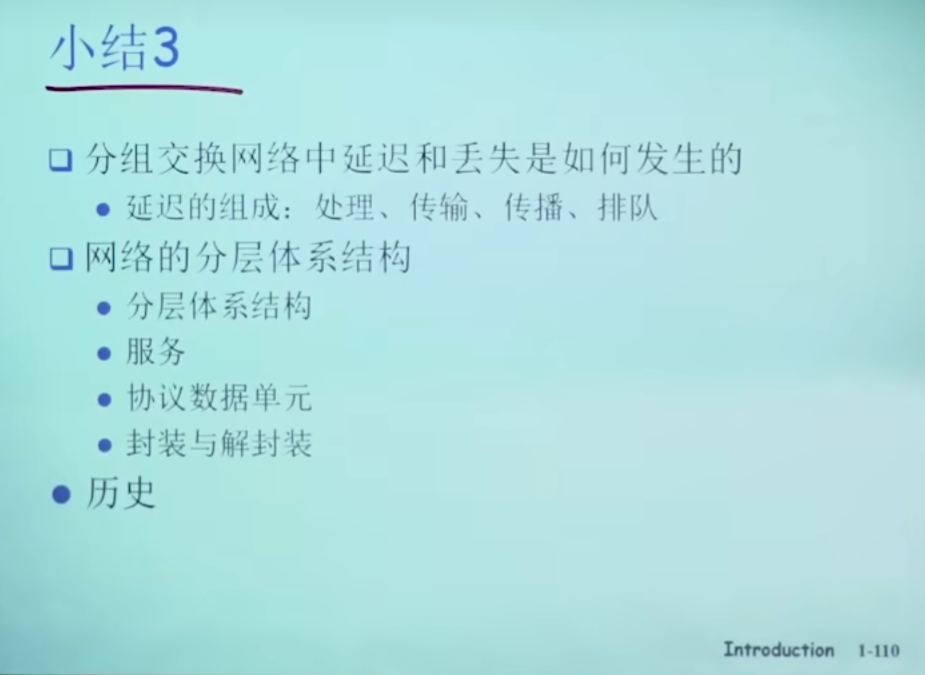 小结3
分组交换网络中延迟和丢失是如何发生的
延迟的组成：处理、传输、传播、排队
网络的分层体系结构
分层体系结构
服务
协议数据单元
封装与解封装
历史
Introduction 1-110